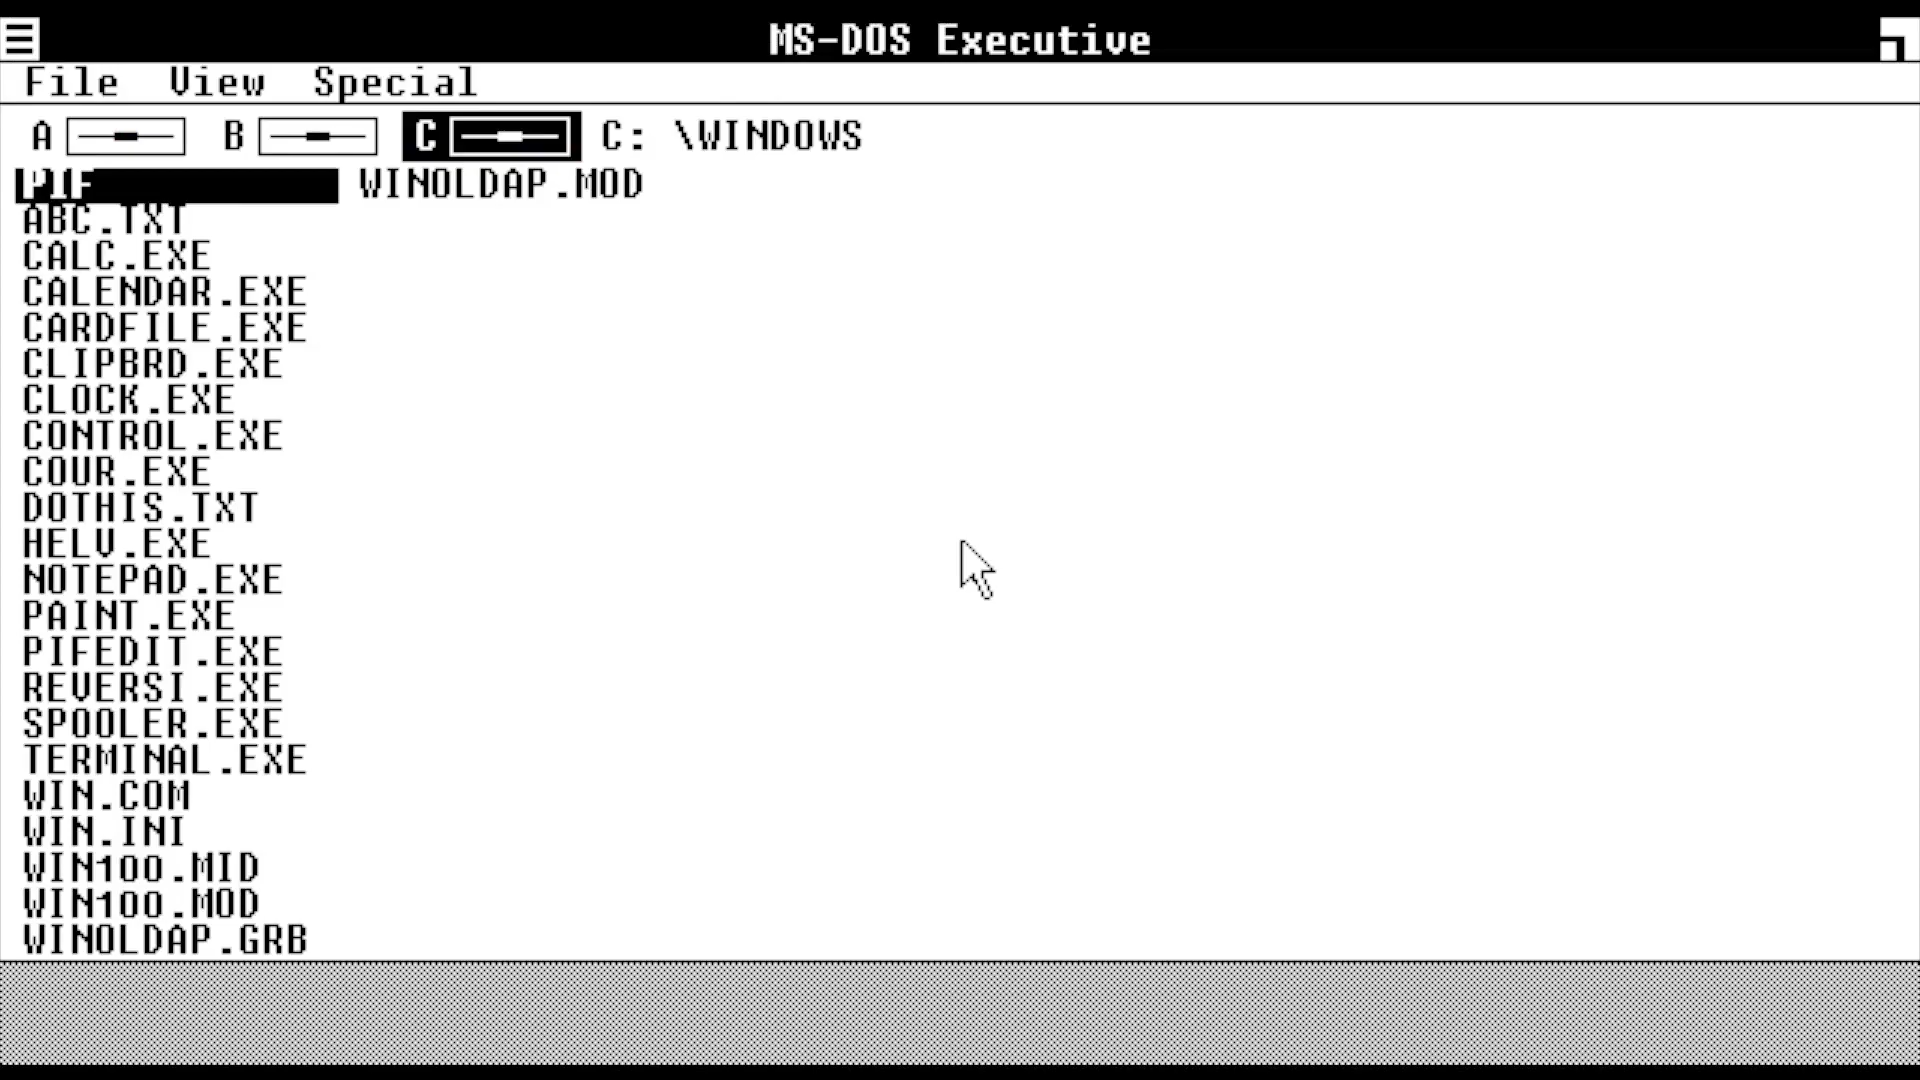 MS-DOS Executive
File View Special
A B C C: \WINDOWS
PIF WINOLDAP.MOD
ABC.TXT
CALC.EXE
CALENDAR.EXE
CARDFILE.EXE
CLIPBRD.EXE
CLOCK.EXE
CONTROL.EXE
COUR.EXE
DOTHIS.TXT
HELV.EXE
NOTEPAD.EXE
PAINT.EXE
PIFEDIT.EXE
REVERSI.EXE
SPOOLER.EXE
TERMINAL.EXE
WIN.COM
WIN.INI
WIN100.MID
WIN100.MOD
WINOLDAP.GRB